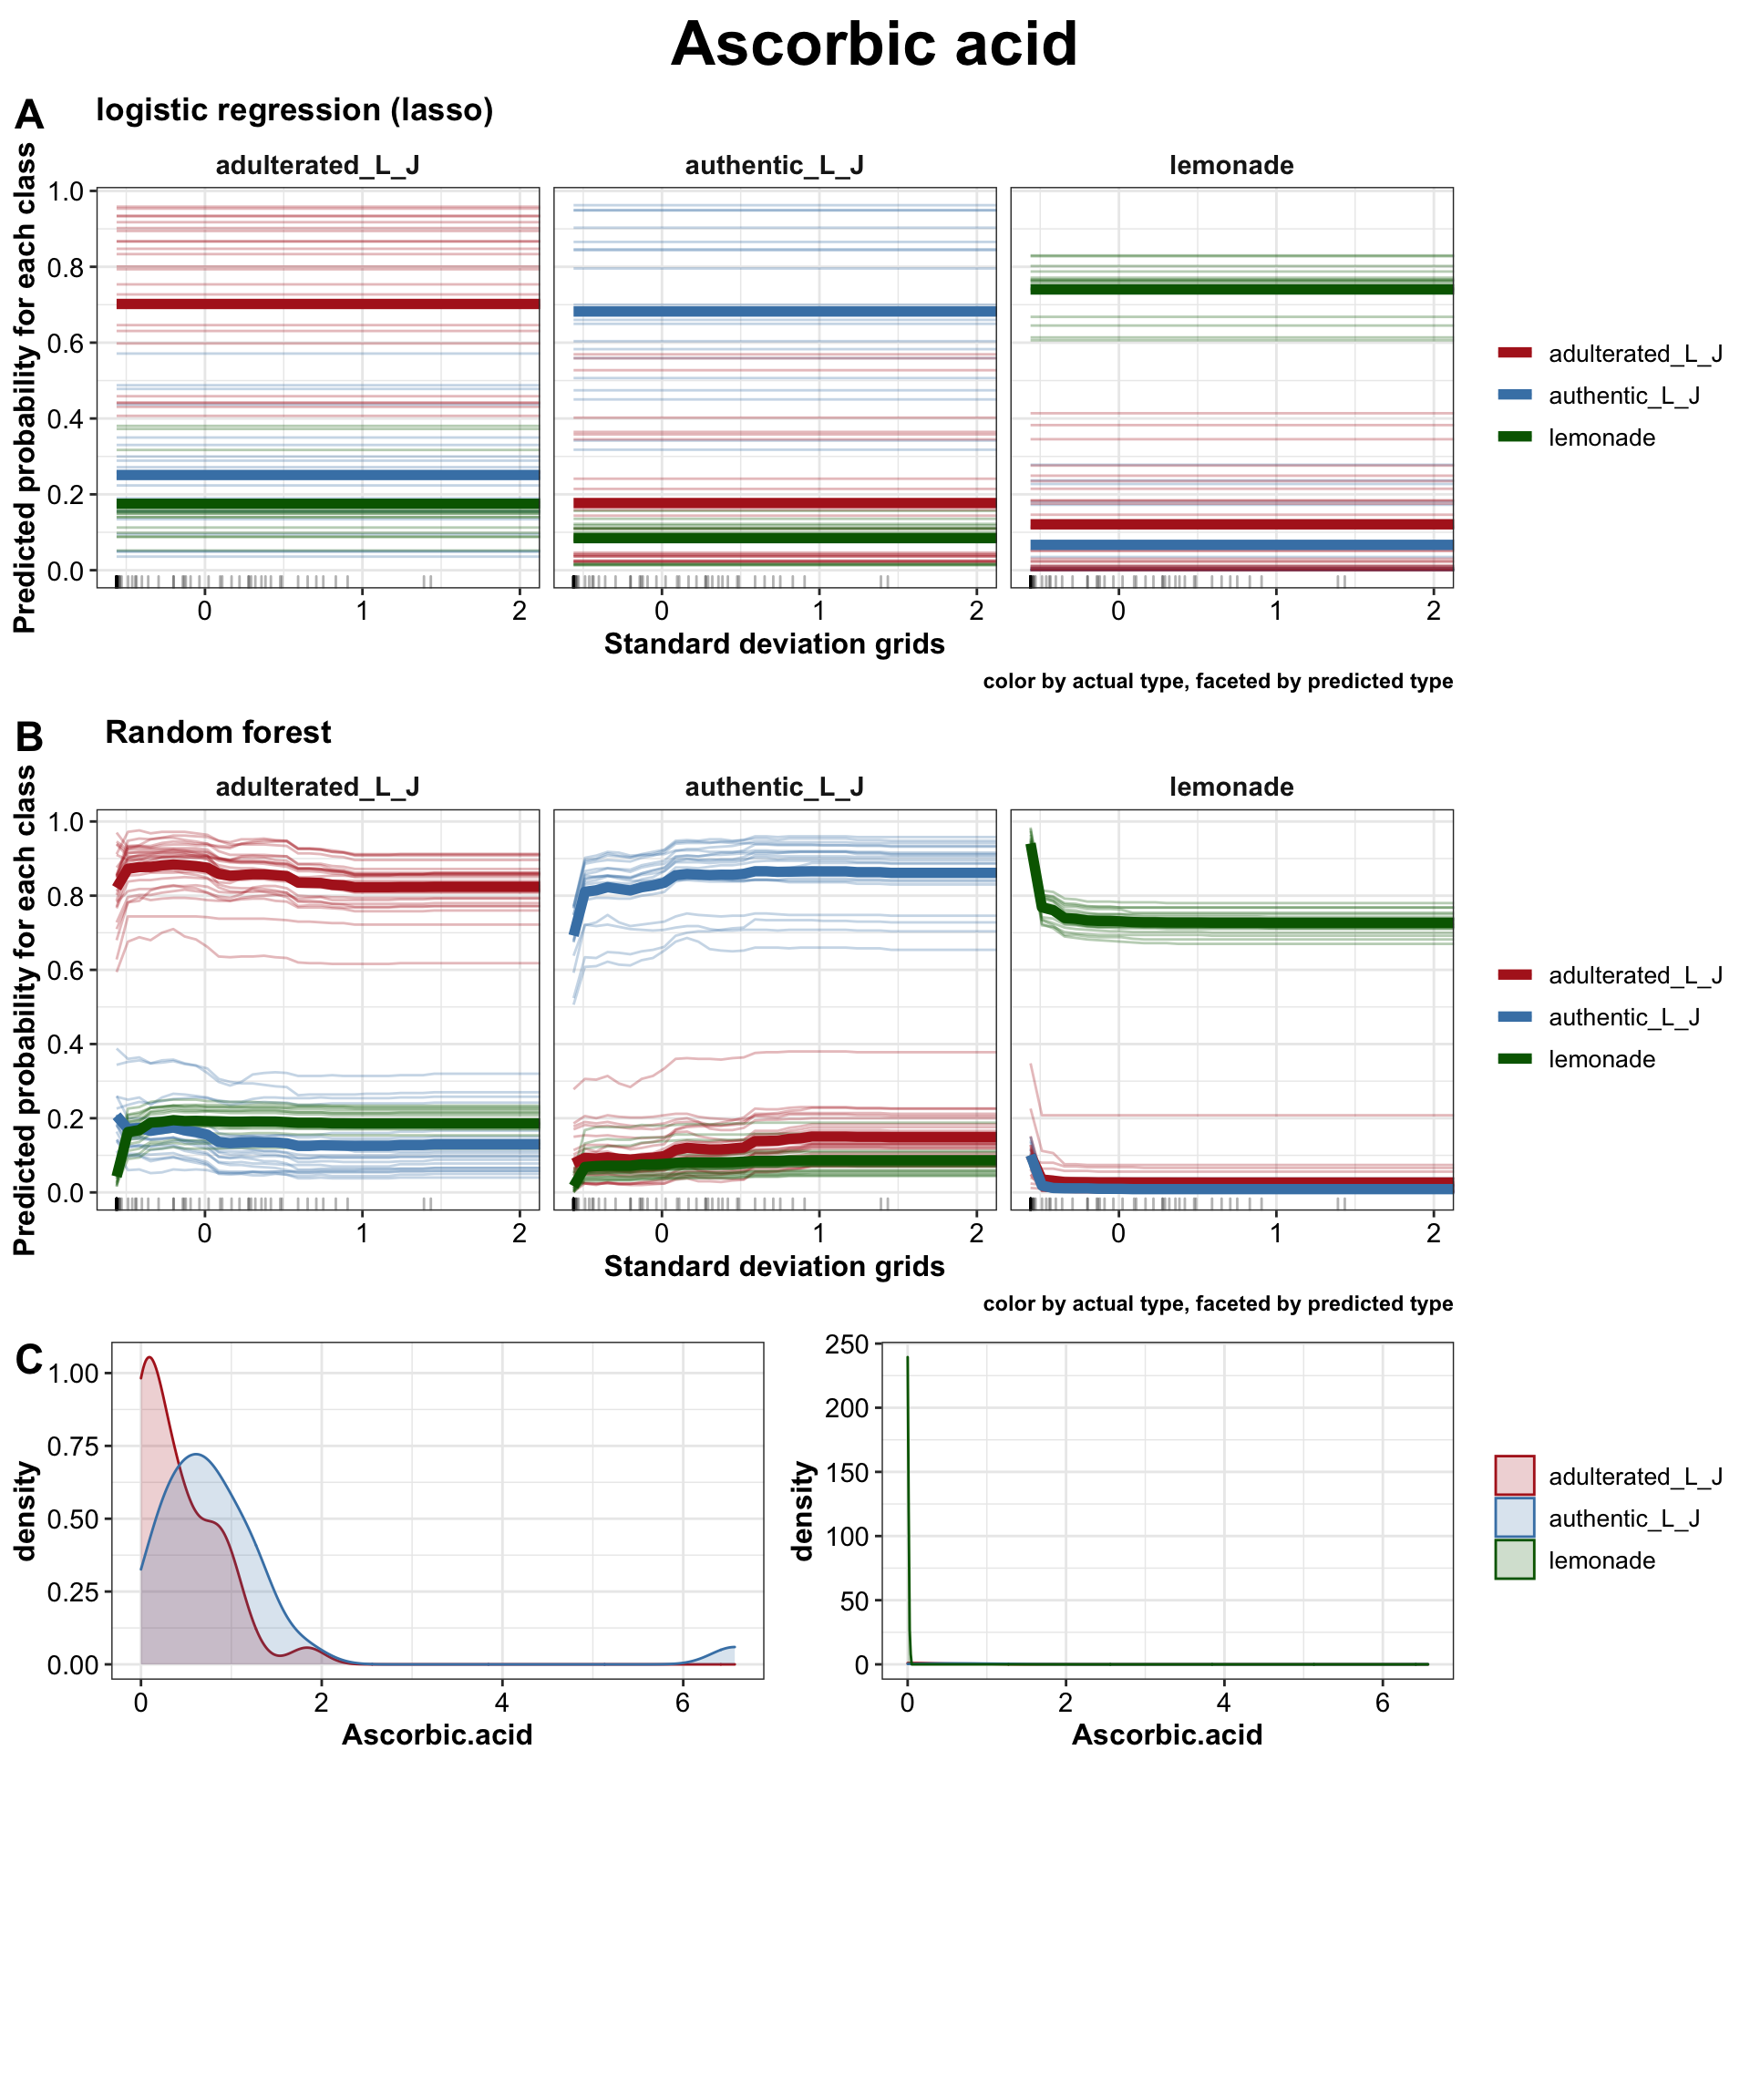 Ascorbic acid
A
logistic regression (lasso)
adulterated_L_J
authentic_L_J
lemonade
Predicted probability for each class
1.0
0.8
0.6
0.4
0.2
0.0
0 1 2
0 1 2
0 1 2
Standard deviation grids
color by actual type, faceted by predicted type
adulterated_L_J
authentic_L_J
lemonade
B
Random forest
adulterated_L_J
authentic_L_J
lemonade
Predicted probability for each class
1.0
0.8
0.6
0.4
0.2
0.0
0 1 2
0 1 2
0 1 2
Standard deviation grids
color by actual type, faceted by predicted type
adulterated_L_J
authentic_L_J
lemonade
C
density
1.00
0.75
0.50
0.25
0.00
0 2 4 6
Ascorbic.acid
density
250
200
150
100
50
0
0 2 4 6
Ascorbic.acid
adulterated_L_J
authentic_L_J
lemonade